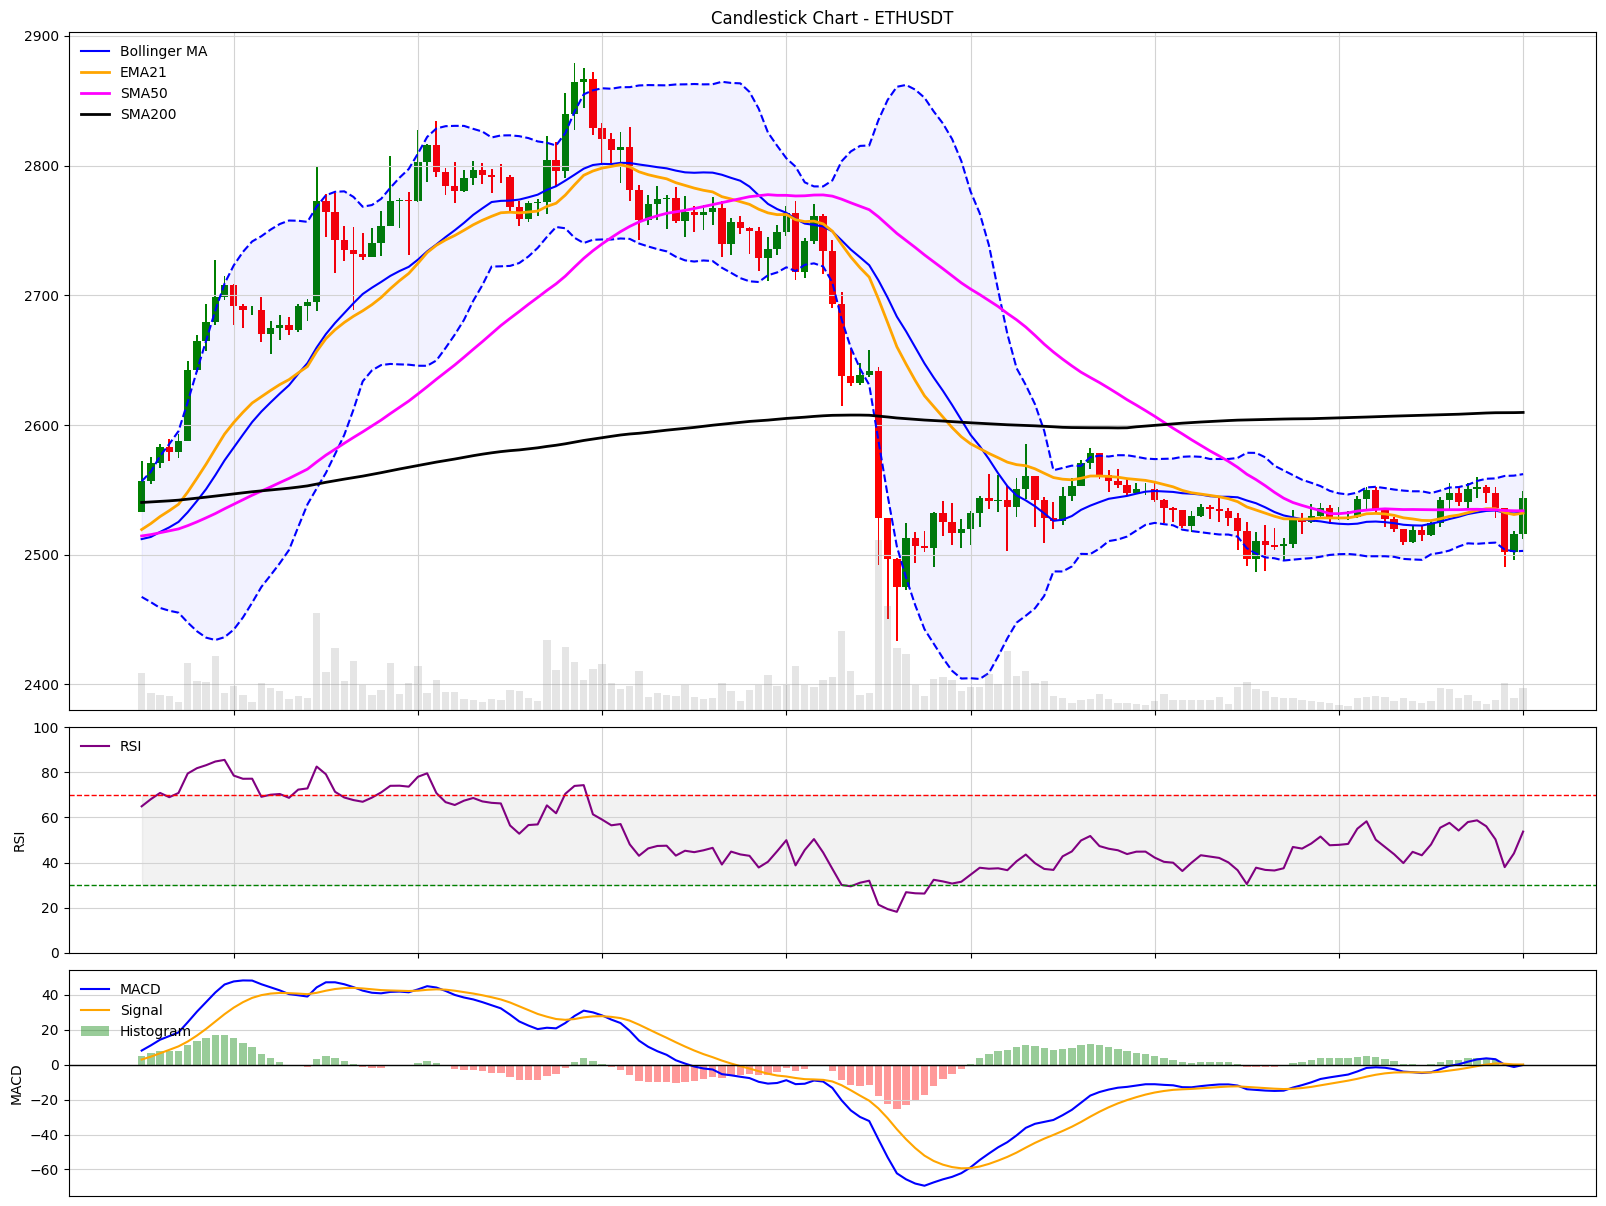 Candlestick Chart - ETHUSDT
2900
2800
2700
2600
2500
2400
Bollinger MA
EMA21
SMA50
SMA200
100
80
60
40
20
0
RSI
RSI
40
20
0
−20
−40
−60
MACD
MACD
Signal
Histogram